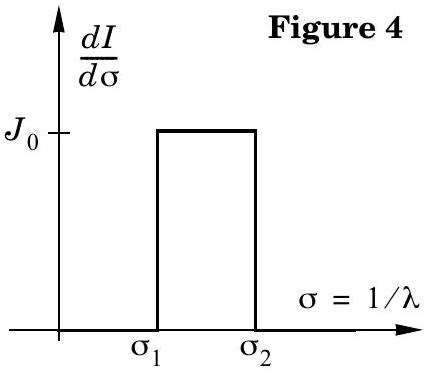 Figure 4
dI
dσ
J₀
σ = 1/λ
σ₁ σ₂